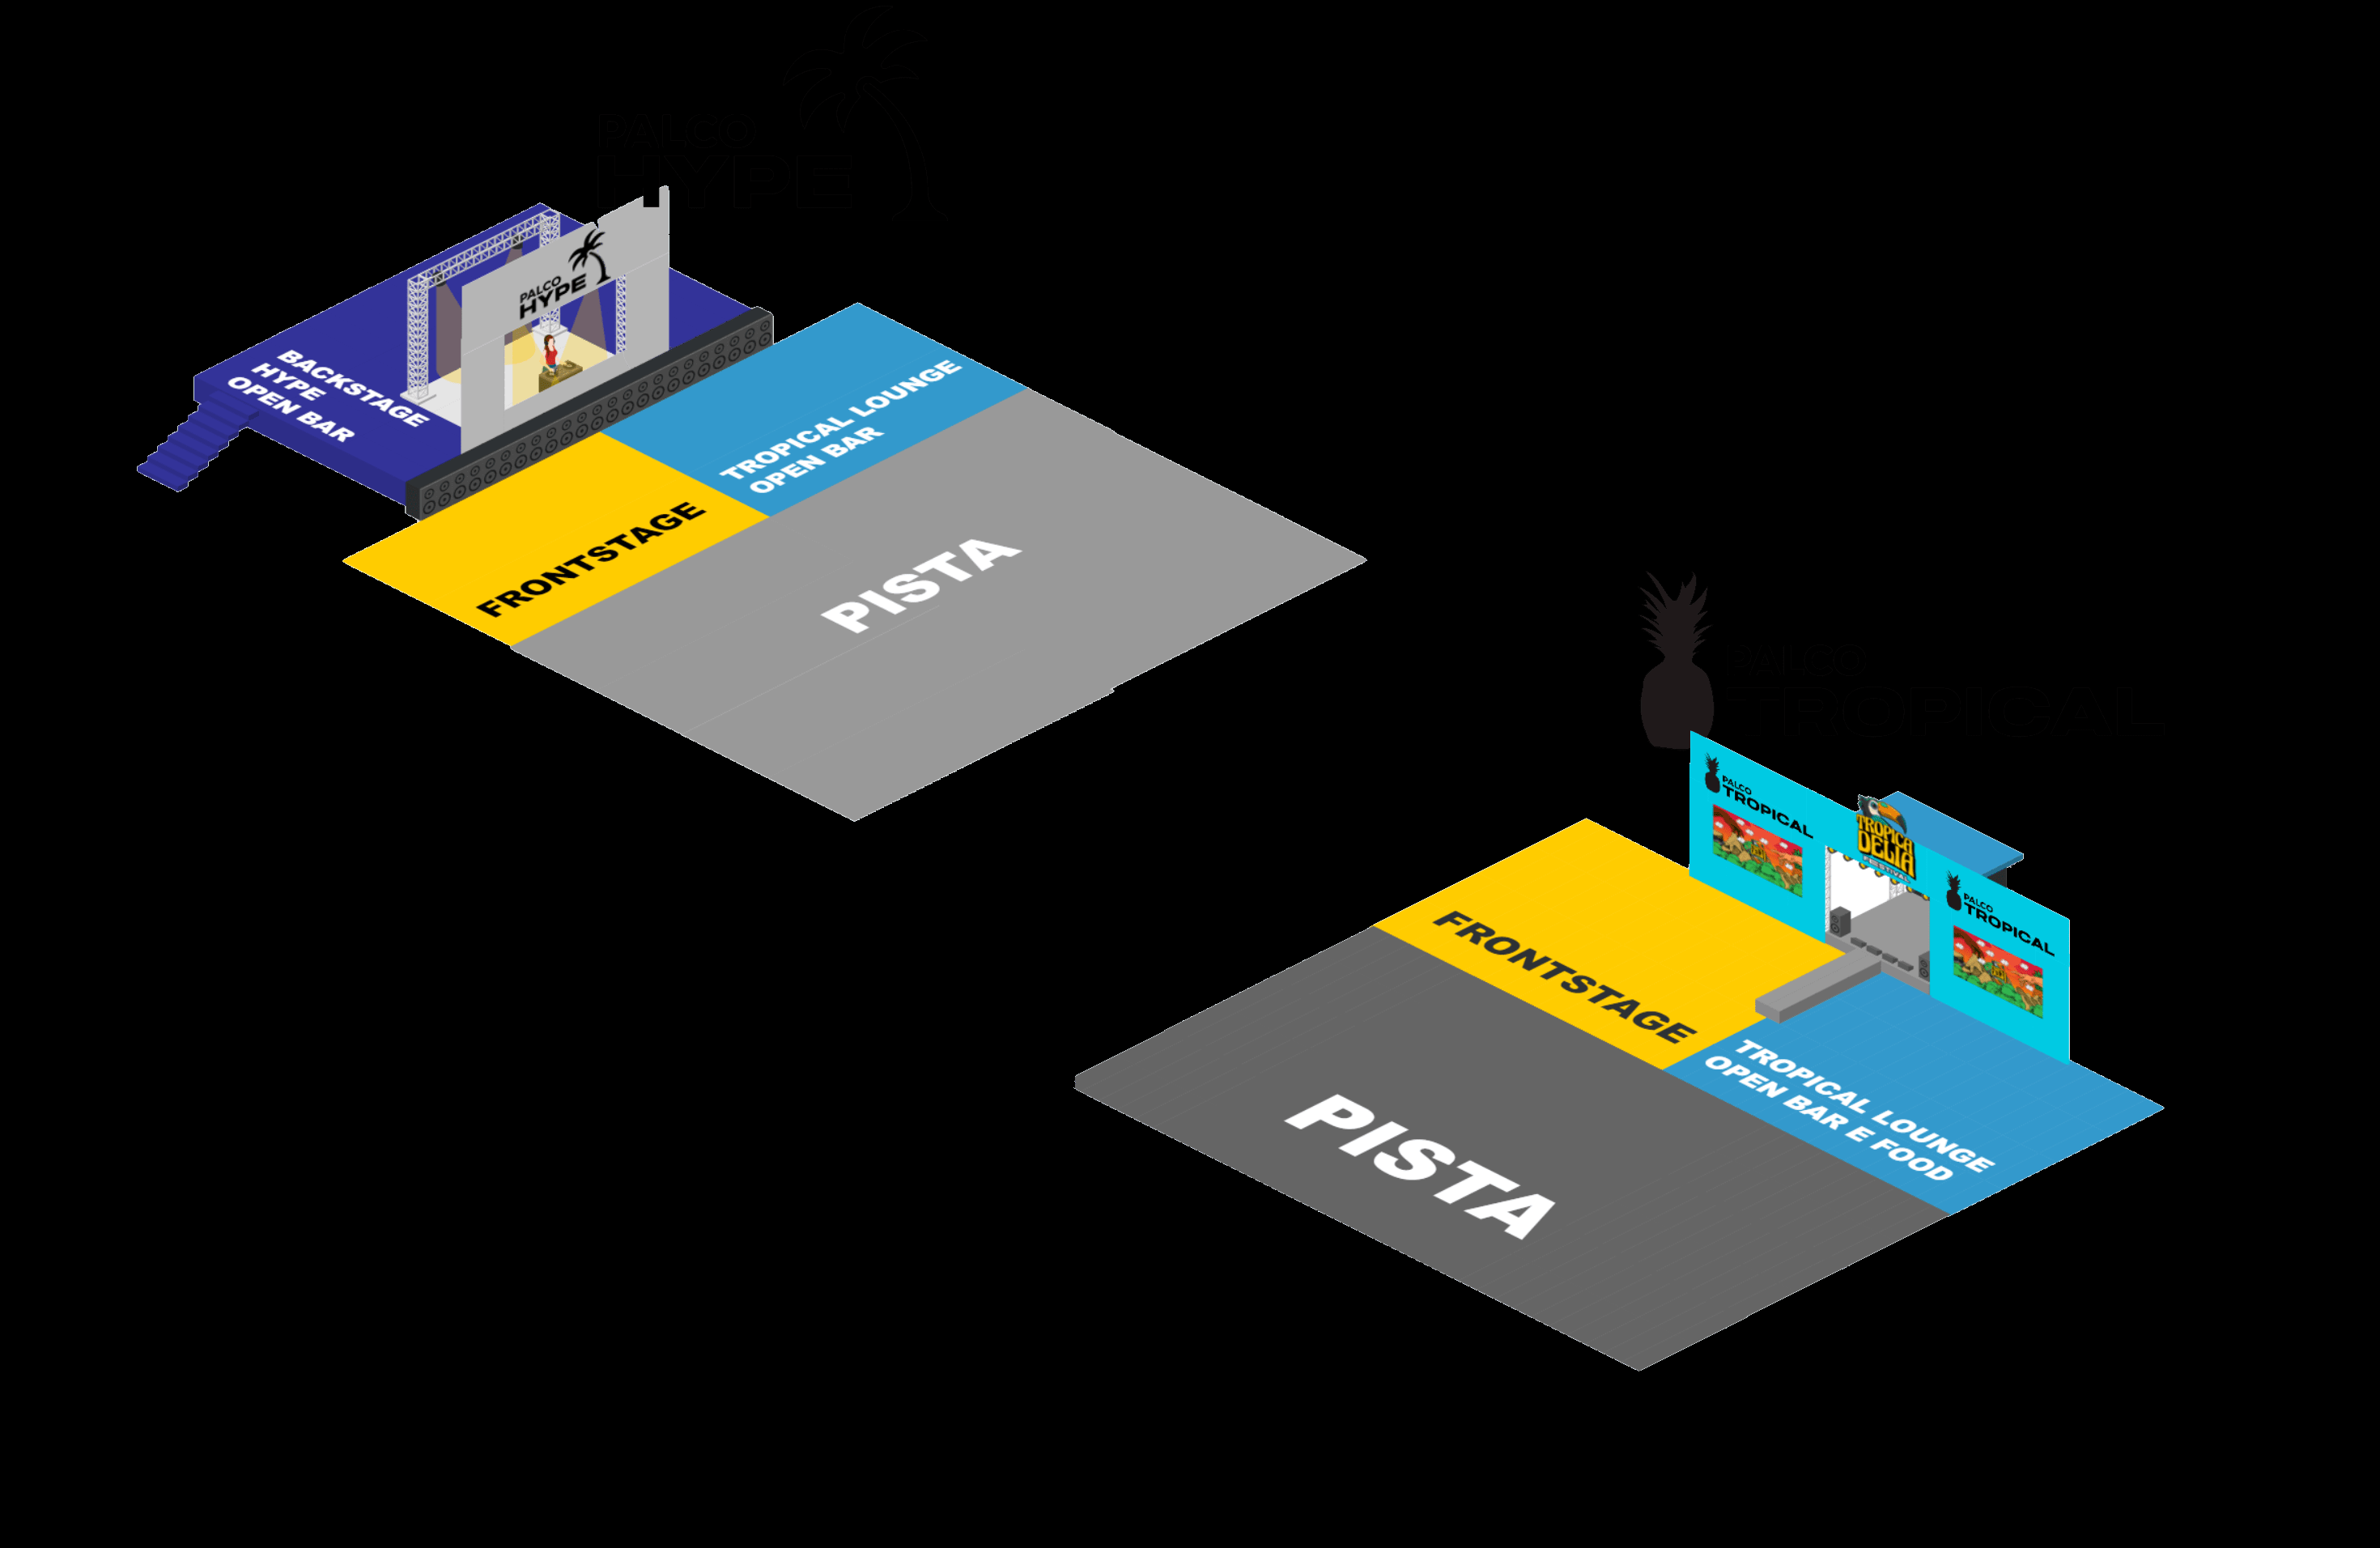 PALCO
HYPE
PALCO
HYPE
BACKSTAGE
HYPE
OPEN BAR
TROPICAL LOUNGE
OPEN BAR
FRONTSTAGE
PISTA
PALCO
TROPICAL
PALCO
TROPICAL
TROPICA
DELIA
FESTIVAL
PALCO
TROPICAL
FRONTSTAGE
TROPICAL LOUNGE
OPEN BAR E FOOD
PISTA